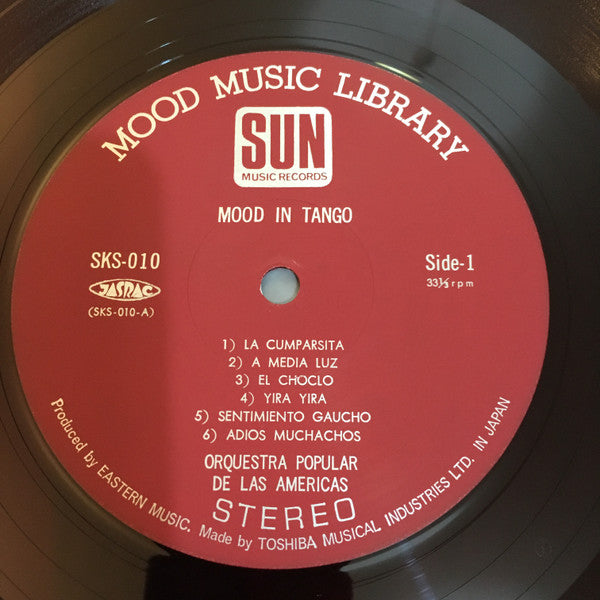 MOOD MUSIC LIBRARY
SUN
MUSIC RECORDS
MOOD IN TANGO
SKS-010
Side-1
JASRAC
33⅓ rpm
(SKS-010-A)
1) LA CUMPARSITA
2) A MEDIA LUZ
3) EL CHOCLO
4) YIRA YIRA
5) SENTIMIENTO GAUCHO
6) ADIOS MUCHACHOS
ORQUESTRA POPULAR
DE LAS AMERICAS
STEREO
Produced by EASTERN MUSIC. Made by TOSHIBA MUSICAL INDUSTRIES LTD. IN JAPAN